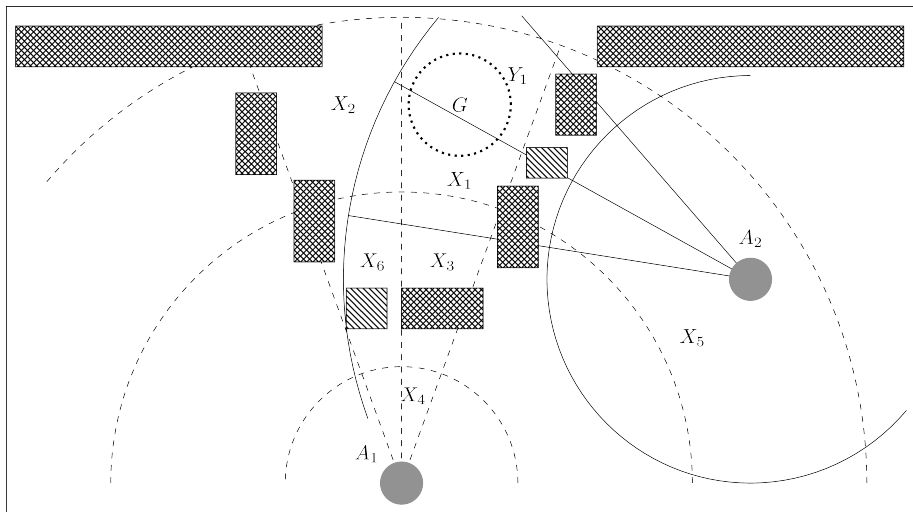 Y₁
X₂
G
X₁
A₂
X₆
X₃
X₅
X₄
A₁